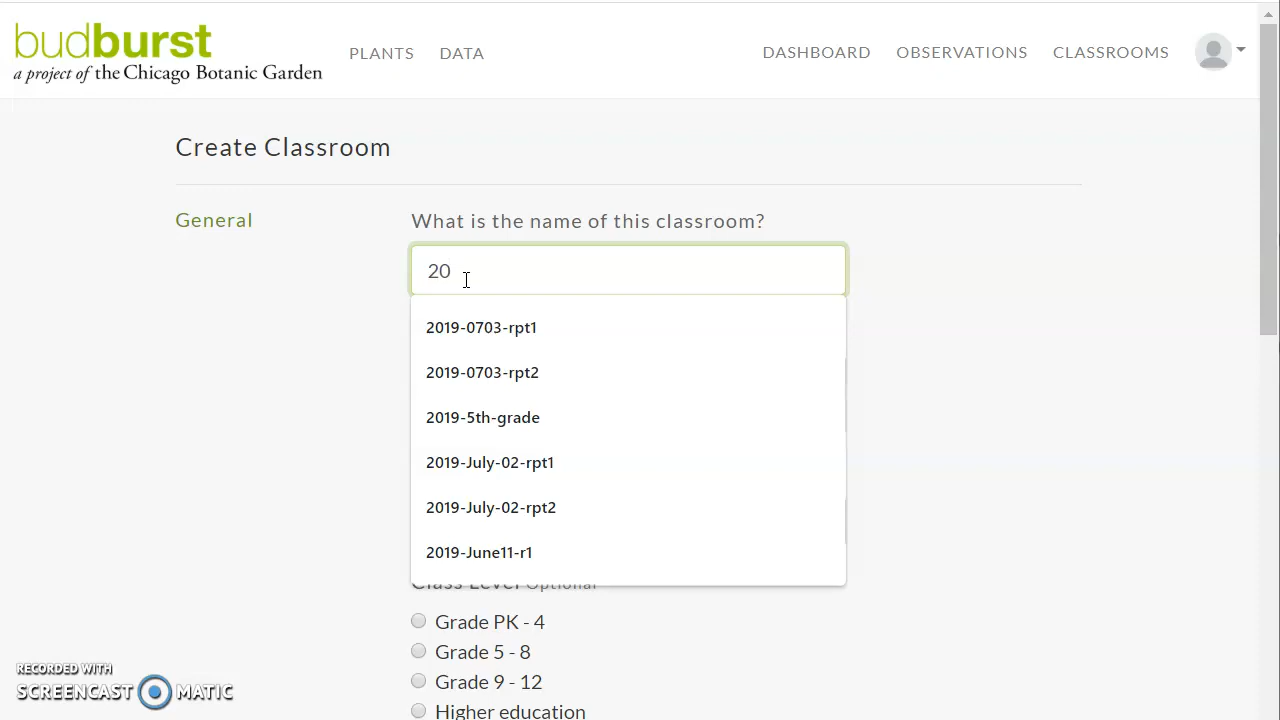 budburst
a project of the Chicago Botanic Garden
PLANTS
DATA
DASHBOARD
OBSERVATIONS
CLASSROOMS
Create Classroom
General
What is the name of this classroom?
20
2019-0703-rpt1
2019-0703-rpt2
2019-5th-grade
2019-July-02-rpt1
2019-July-02-rpt2
2019-June11-r1
Class Level Optional
Grade PK - 4
Grade 5 - 8
Grade 9 - 12
Higher education
RECORDED WITH
SCREENCAST MATIC